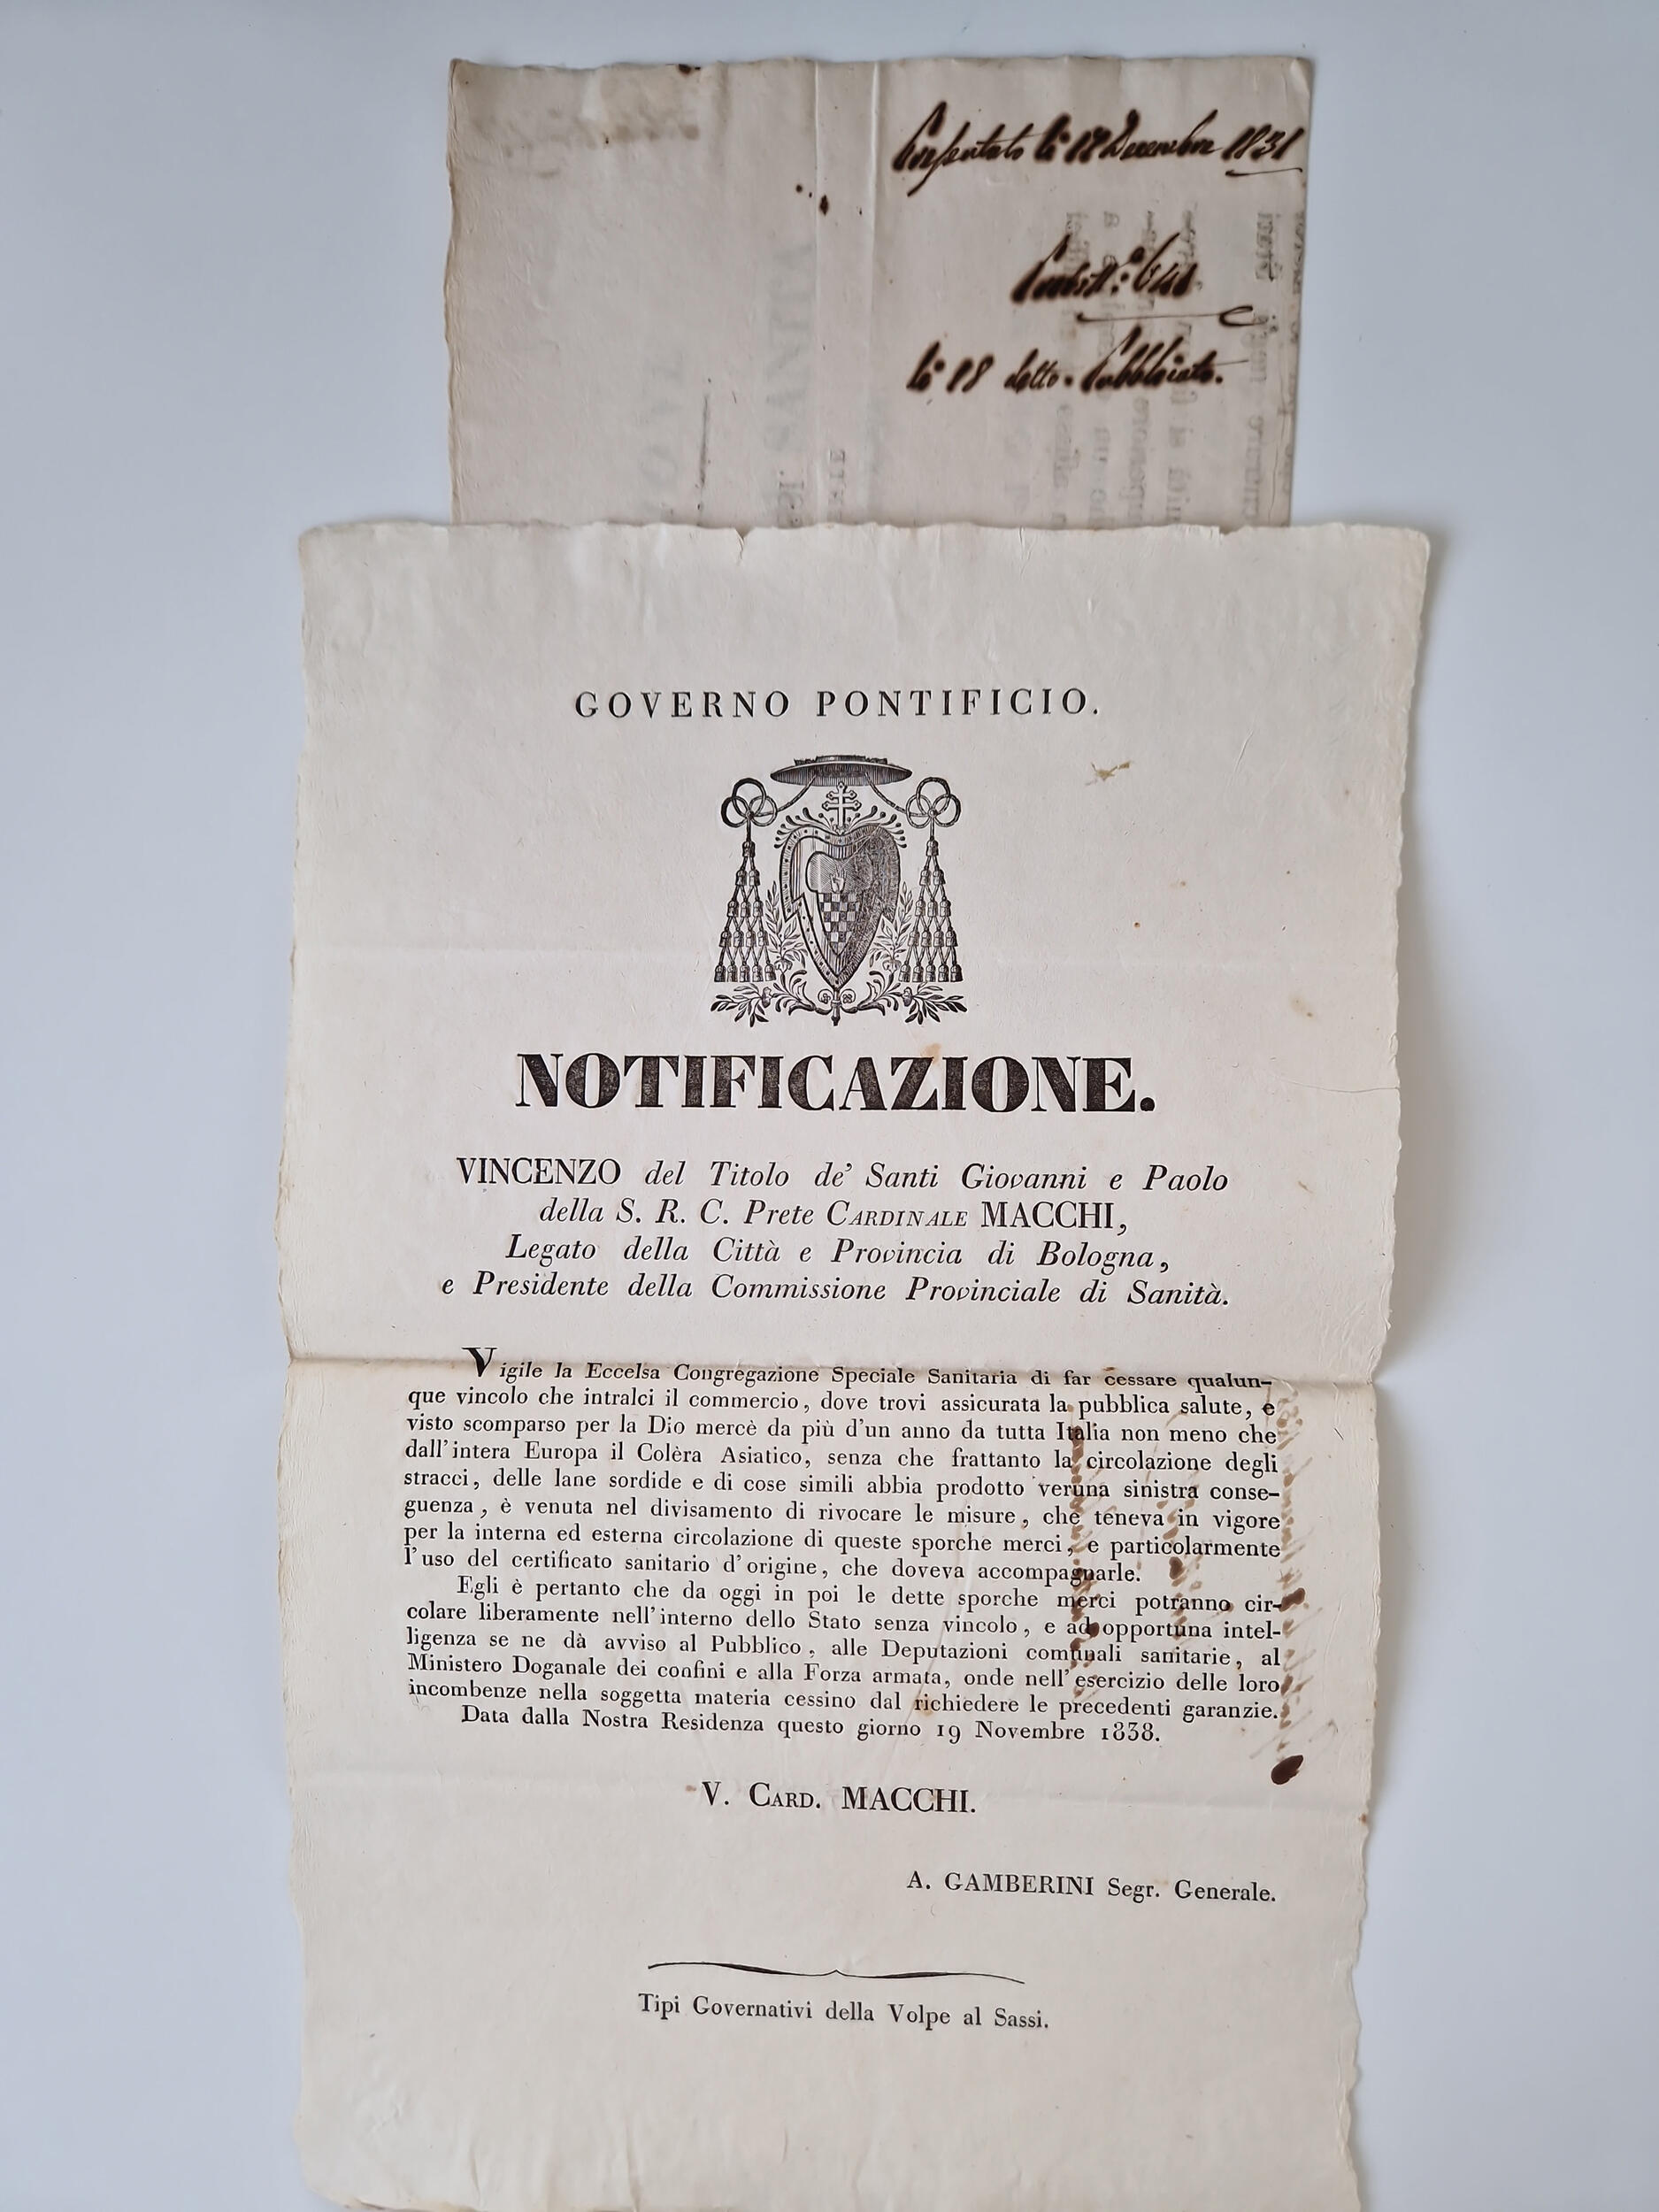 Presentato li 18 Decembre 1831
li 18 detto. Pubblicato.
GOVERNO PONTIFICIO.
NOTIFICAZIONE.
VINCENZO del Titolo de' Santi Giovanni e Paolo
della S. R. C. Prete CARDINALE MACCHI,
Legato della Città e Provincia di Bologna,
e Presidente della Commissione Provinciale di Sanità.
Vigile la Eccelsa Congregazione Speciale Sanitaria di far cessare qualun-
que vincolo che intralci il commercio, dove trovi assicurata la pubblica salute, e
visto scomparso per la Dio mercè da più d'un anno da tutta Italia non meno che
dall'intera Europa il Colèra Asiatico, senza che frattanto la circolazione degli
stracci, delle lane sordide e di cose simili abbia prodotto veruna sinistra conse-
guenza, è venuta nel divisamento di rivocare le misure, che teneva in vigore
per la interna ed esterna circolazione di queste sporche merci, e particolarmente
l'uso del certificato sanitario d'origine, che doveva accompagnarle.
Egli è pertanto che da oggi in poi le dette sporche merci potranno cir-
colare liberamente nell'interno dello Stato senza vincolo, e ad opportuna intel-
ligenza se ne dà avviso al Pubblico, alle Deputazioni comunali sanitarie, al
Ministero Doganale dei confini e alla Forza armata, onde nell'esercizio delle loro
incombenze nella soggetta materia cessino dal richiedere le precedenti garanzie.
Data dalla Nostra Residenza questo giorno 19 Novembre 1838.
V. CARD. MACCHI.
A. GAMBERINI Segr. Generale.
Tipi Governativi della Volpe al Sassi.